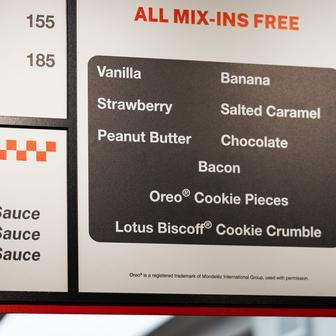 155
185
Sauce
Sauce
Sauce
ALL MIX-INS FREE
Vanilla Banana
Strawberry Salted Caramel
Peanut Butter Chocolate
Bacon
Oreo® Cookie Pieces
Lotus Biscoff® Cookie Crumble
Oreo® is a registered trademark of Mondelēz International Group, used with permission.